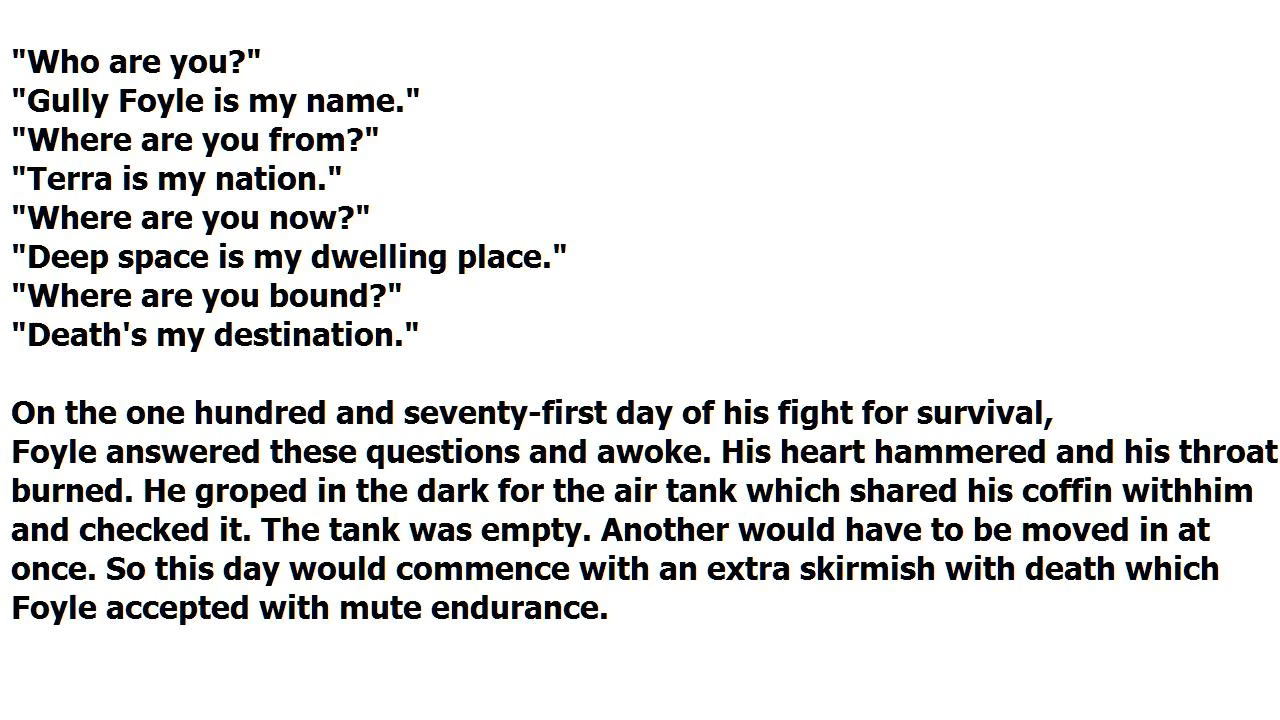 "Who are you?"
"Gully Foyle is my name."
"Where are you from?"
"Terra is my nation."
"Where are you now?"
"Deep space is my dwelling place."
"Where are you bound?"
"Death's my destination."
On the one hundred and seventy-first day of his fight for survival,
Foyle answered these questions and awoke. His heart hammered and his throat
burned. He groped in the dark for the air tank which shared his coffin withhim
and checked it. The tank was empty. Another would have to be moved in at
once. So this day would commence with an extra skirmish with death which
Foyle accepted with mute endurance.